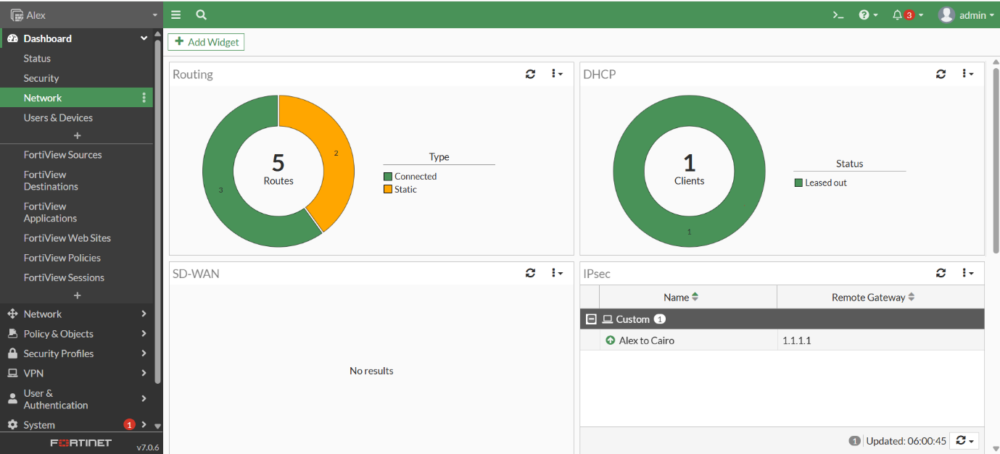 Alex
3
admin
Dashboard
Status
Security
Network
Users & Devices
+
FortiView Sources
FortiView
Destinations
FortiView
Applications
FortiView Web Sites
FortiView Policies
FortiView Sessions
+
Network
Policy & Objects
Security Profiles
VPN
User &
Authentication
System 1
FORTINET
v7.0.6
+ Add Widget
Routing
5
Routes
2
3
Type
Connected
Static
DHCP
1
Clients
1
Status
Leased out
SD-WAN
No results
IPsec
Name Remote Gateway
Custom 1
Alex to Cairo 1.1.1.1
1 Updated: 06:00:45